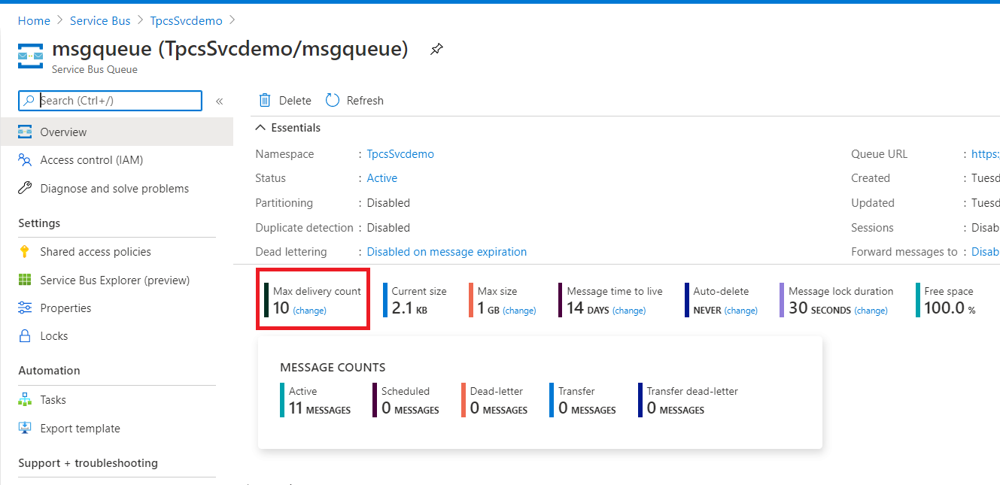 Home > Service Bus > TpcsSvcdemo >
msgqueue (TpcsSvcdemo/msgqueue)
Service Bus Queue
Search (Ctrl+/)
«
Delete
Refresh
Overview
Access control (IAM)
Diagnose and solve problems
Settings
Shared access policies
Service Bus Explorer (preview)
Properties
Locks
Automation
Tasks
Export template
Support + troubleshooting
Essentials
Namespace : TpcsSvcdemo
Status : Active
Partitioning : Disabled
Duplicate detection : Disabled
Dead lettering : Disabled on message expiration
Queue URL : https:
Created : Tuesd
Updated : Tuesd
Sessions : Disab
Forward messages to : Disab
Max delivery count
10 (change)
Current size
2.1 KB
Max size
1 GB (change)
Message time to live
14 DAYS (change)
Auto-delete
NEVER (change)
Message lock duration
30 SECONDS (change)
Free space
100.0 %
MESSAGE COUNTS
Active
11 MESSAGES
Scheduled
0 MESSAGES
Dead-letter
0 MESSAGES
Transfer
0 MESSAGES
Transfer dead-letter
0 MESSAGES